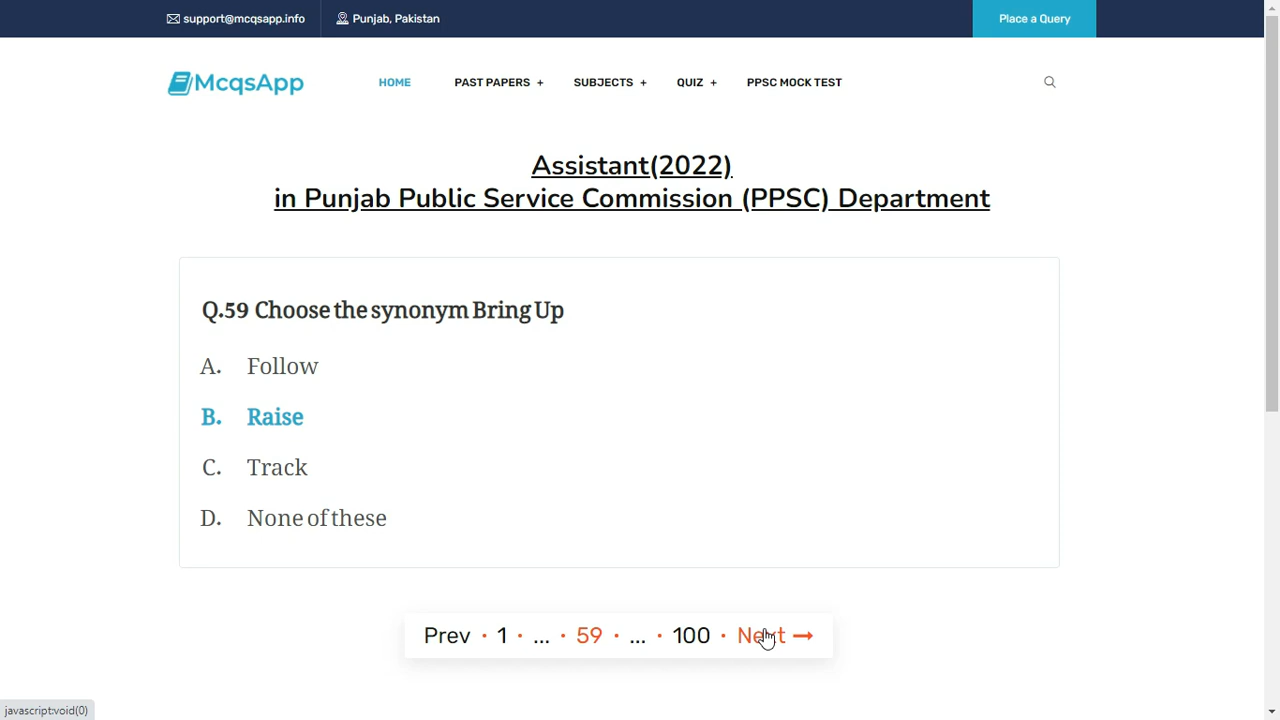 support@mcqsapp.info
Punjab, Pakistan
Place a Query
McqsApp
HOME
PAST PAPERS +
SUBJECTS +
QUIZ +
PPSC MOCK TEST
Assistant(2022)
in Punjab Public Service Commission (PPSC) Department
Q.59 Choose the synonym Bring Up
A. Follow
B. Raise
C. Track
D. None of these
Prev • 1 • ... • 59 • ... • 100 • Next →
javascript:void(0)